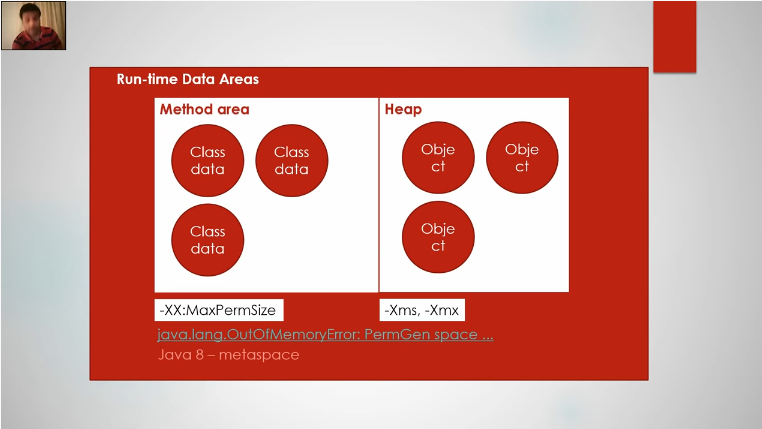 Run-time Data Areas
Method area
Class
data
Class
data
Class
data
Heap
Obje
ct
Obje
ct
Obje
ct
-XX:MaxPermSize
-Xms, -Xmx
java.lang.OutOfMemoryError: PermGen space ...
Java 8 – metaspace